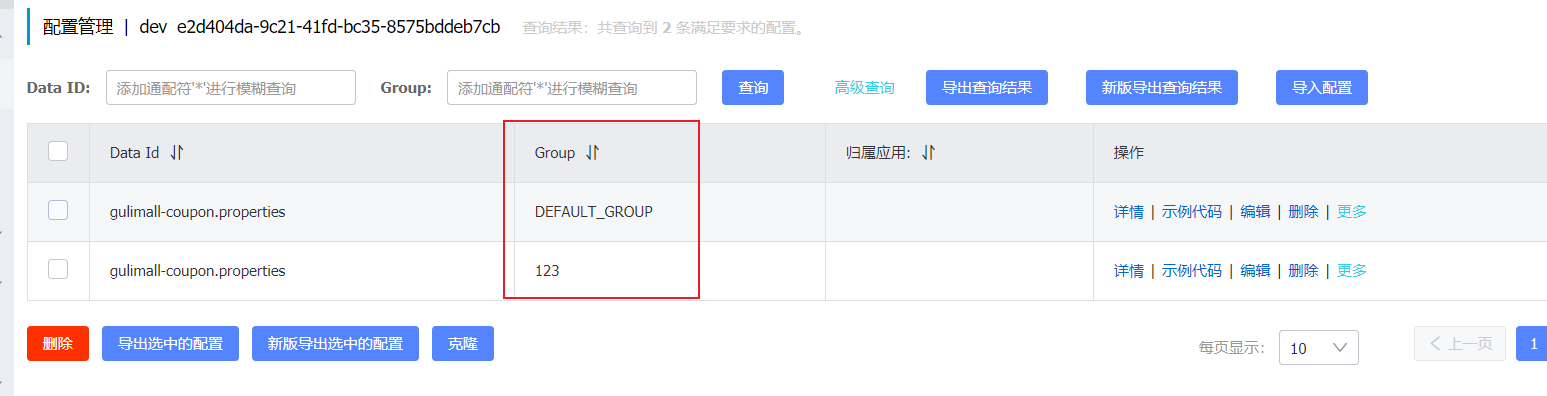 配置管理 | dev e2d404da-9c21-41fd-bc35-8575bddeb7cb 查询结果：共查询到 2 条满足要求的配置。
Data ID: 添加通配符'*'进行模糊查询 Group: 添加通配符'*'进行模糊查询 查询 高级查询 导出查询结果 新版导出查询结果 导入配置
Data Id Group 归属应用: 操作
gulimall-coupon.properties DEFAULT_GROUP 详情 | 示例代码 | 编辑 | 删除 | 更多
gulimall-coupon.properties 123 详情 | 示例代码 | 编辑 | 删除 | 更多
删除 导出选中的配置 新版导出选中的配置 克隆 每页显示: 10 上一页 1